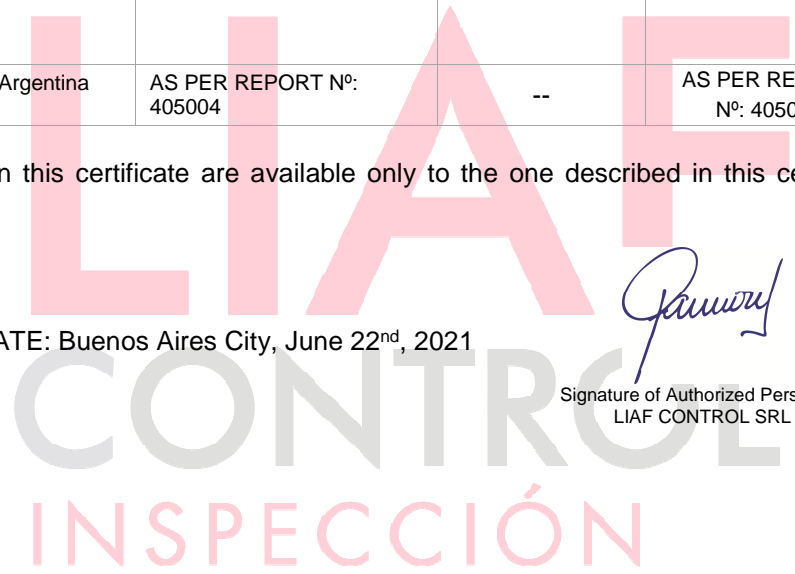 Argentina
AS PER REPORT Nº:
405004
--
AS PER RE
Nº: 4050
n this certificate are available only to the one described in this ce
ATE: Buenos Aires City, June 22nd, 2021
Signature of Authorized Pers
LIAF CONTROL SRL
LIAF
CONTROL
INSPECCIÓN